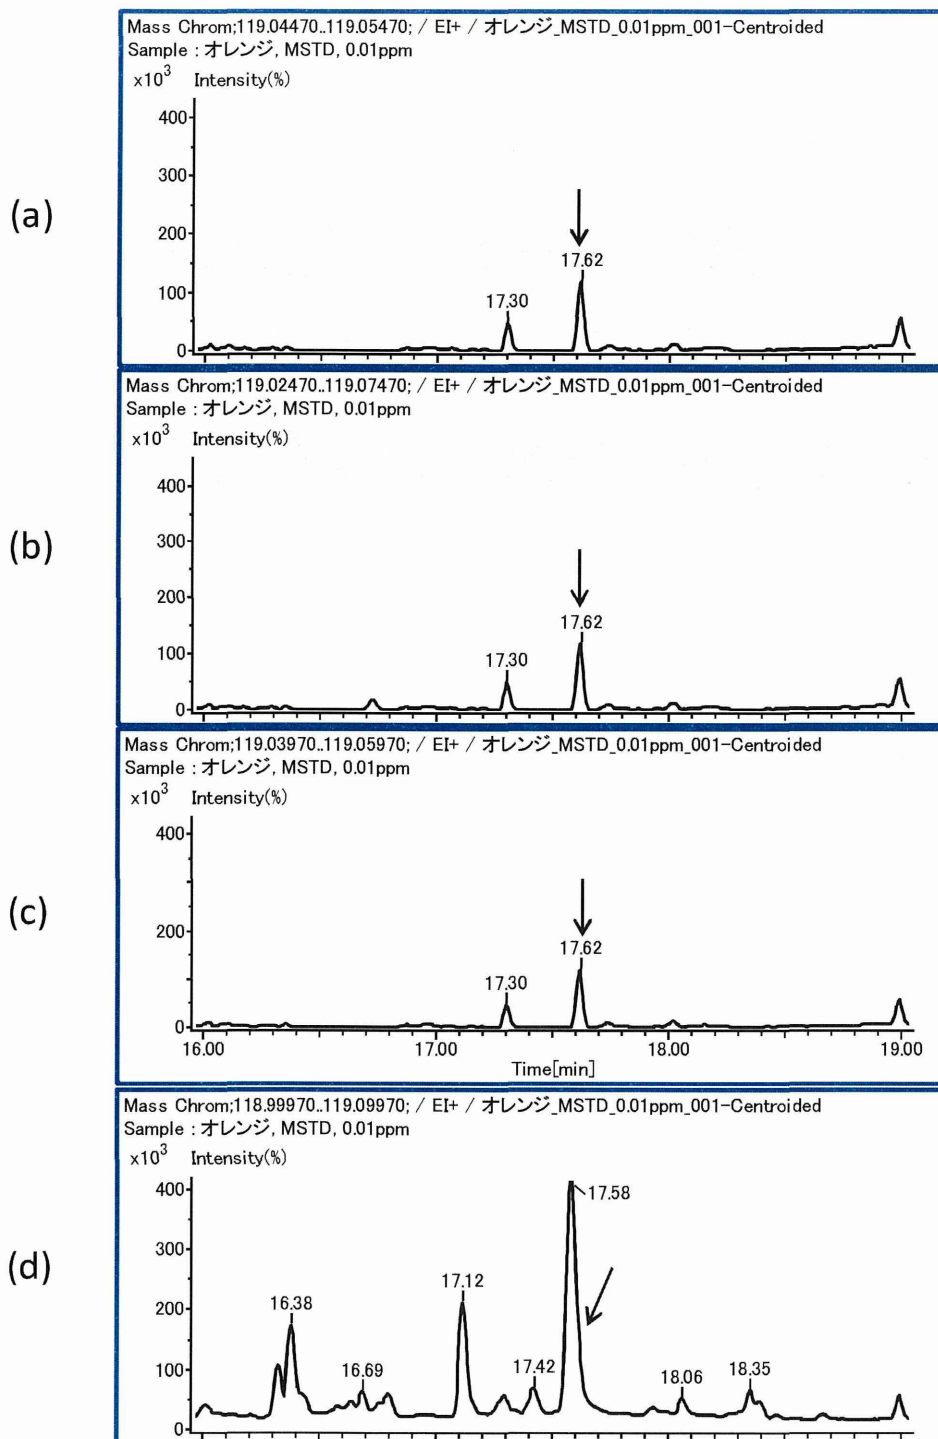 (a)
Mass Chrom;119.04470..119.05470; / EI+ / オレンジ_MSTD_0.01ppm_001-Centroided
Sample : オレンジ, MSTD, 0.01ppm
x10³ Intensity(%)
400
300
200
100
0
17.30
17.62
(b)
Mass Chrom;119.02470..119.07470; / EI+ / オレンジ_MSTD_0.01ppm_001-Centroided
Sample : オレンジ, MSTD, 0.01ppm
x10³ Intensity(%)
400
300
200
100
0
17.30
17.62
(c)
Mass Chrom;119.03970..119.05970; / EI+ / オレンジ_MSTD_0.01ppm_001-Centroided
Sample : オレンジ, MSTD, 0.01ppm
x10³ Intensity(%)
400
200
0
17.30
17.62
16.00 17.00 18.00 19.00
Time[min]
(d)
Mass Chrom;118.99970..119.09970; / EI+ / オレンジ_MSTD_0.01ppm_001-Centroided
Sample : オレンジ, MSTD, 0.01ppm
x10³ Intensity(%)
400
300
200
100
0
16.38
16.69
17.12
17.42
17.58
18.06
18.35